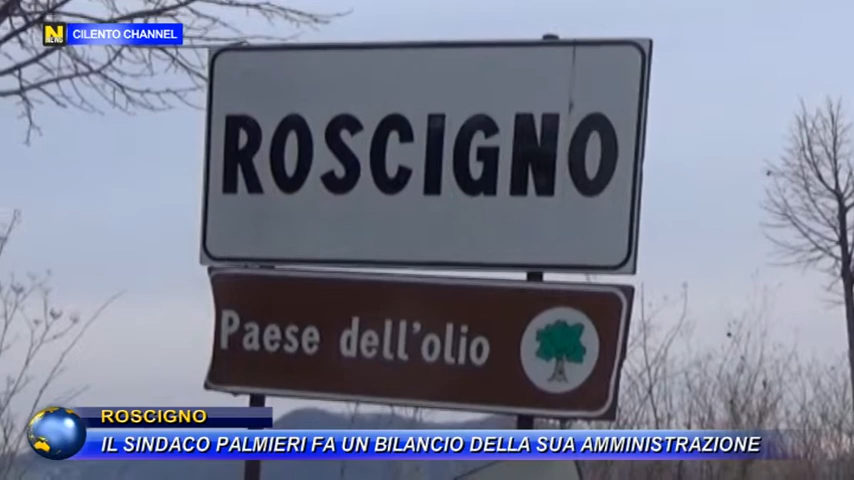 CILENTO CHANNEL
ROSCIGNO
Paese dell'olio
ROSCIGNO
IL SINDACO PALMIERI FA UN BILANCIO DELLA SUA AMMINISTRAZIONE